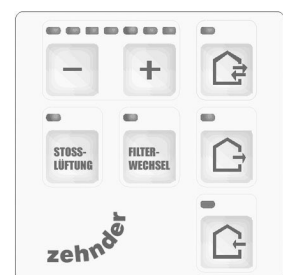 − +
STOSS-
LÜFTUNG
FILTER-
WECHSEL
zehnder